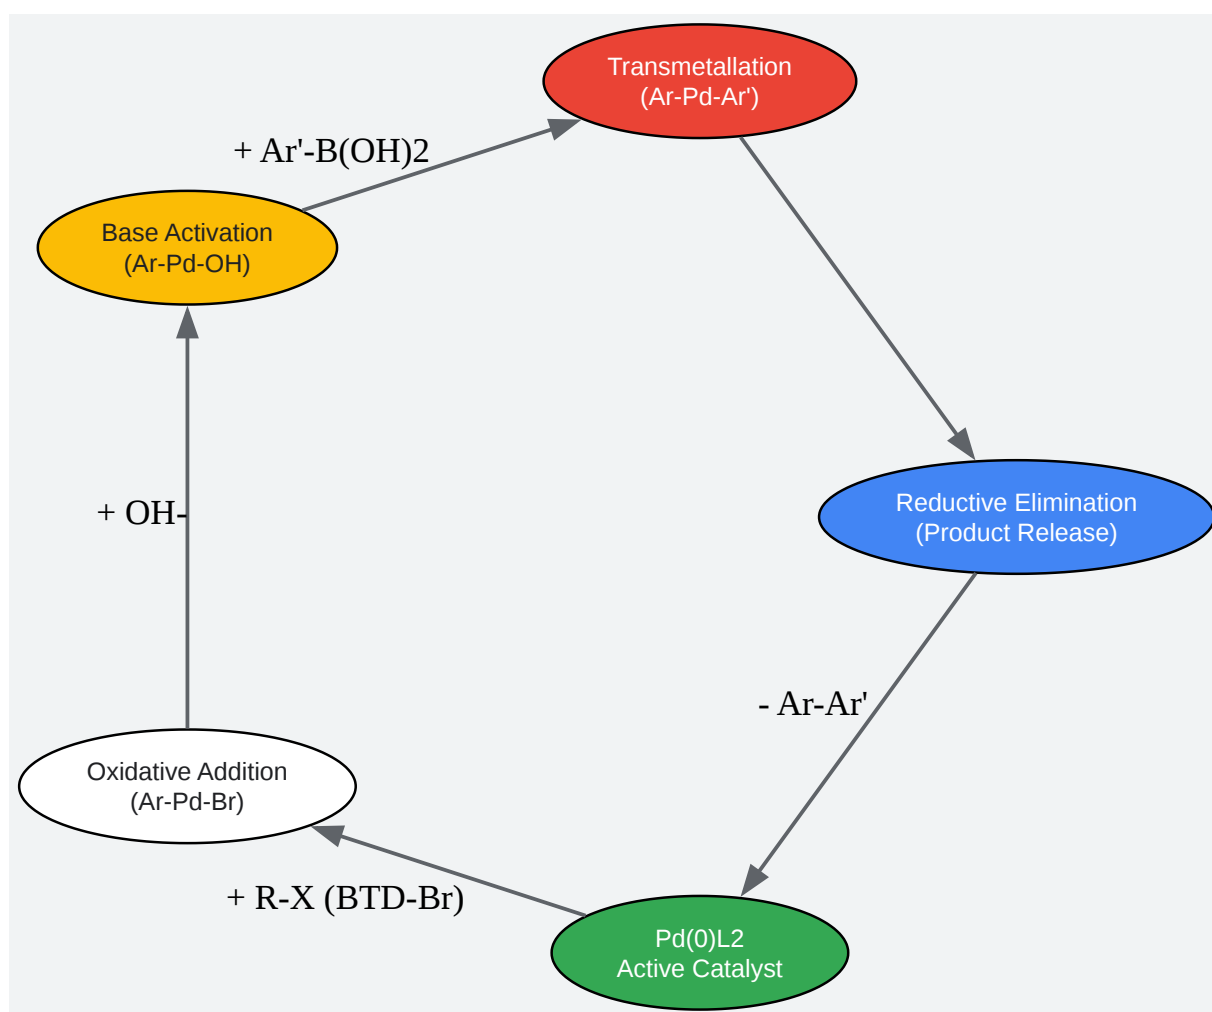 Transmetallation
(Ar-Pd-Ar')
+ Ar'-B(OH)2
Base Activation
(Ar-Pd-OH)
Reductive Elimination
(Product Release)
+ OH-
- Ar-Ar'
Oxidative Addition
(Ar-Pd-Br)
+ R-X (BTD-Br)
Pd(0)L2
Active Catalyst